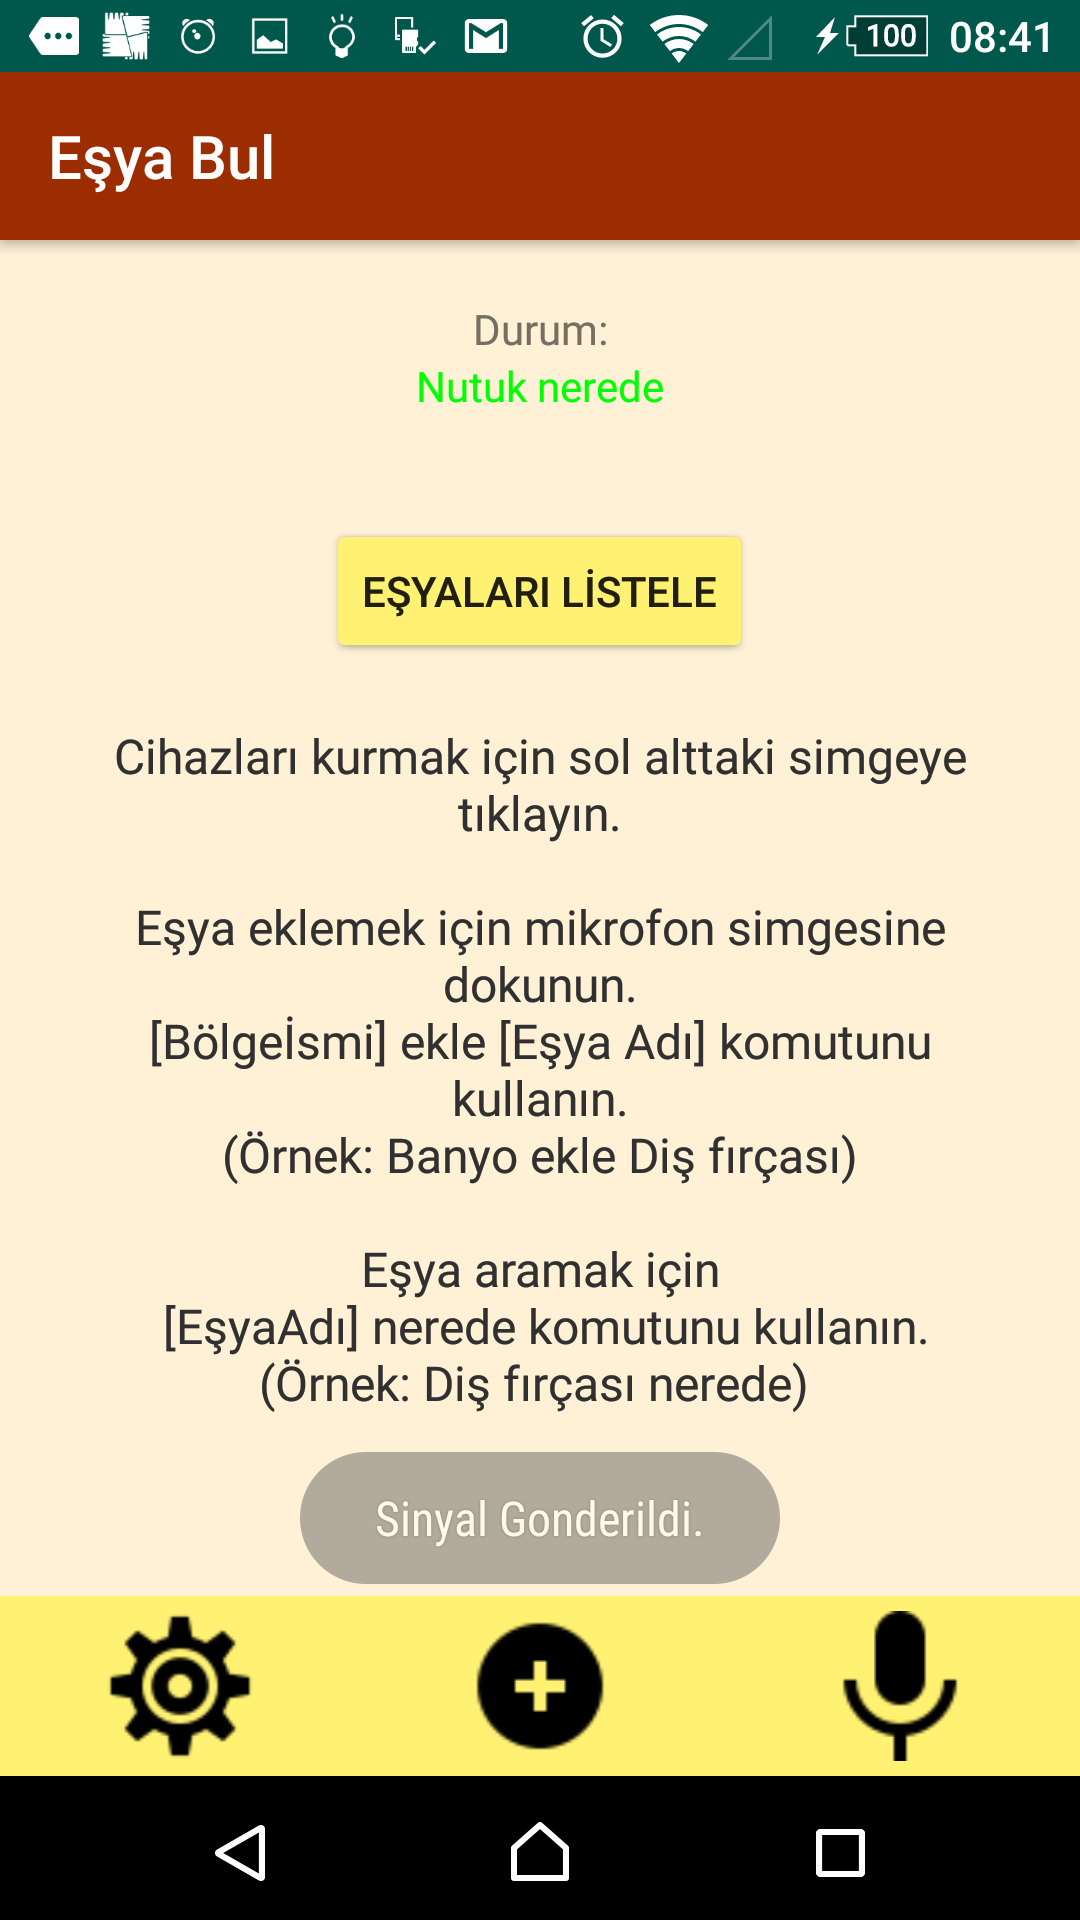 100 08:41
Eşya Bul
Durum:
Nutuk nerede
EŞYALARI LİSTELE
Cihazları kurmak için sol alttaki simgeye
tıklayın.
Eşya eklemek için mikrofon simgesine
dokunun.
[Bölgeİsmi] ekle [Eşya Adı] komutunu
kullanın.
(Örnek: Banyo ekle Diş fırçası)
Eşya aramak için
[EşyaAdı] nerede komutunu kullanın.
(Örnek: Diş fırçası nerede)
Sinyal Gonderildi.